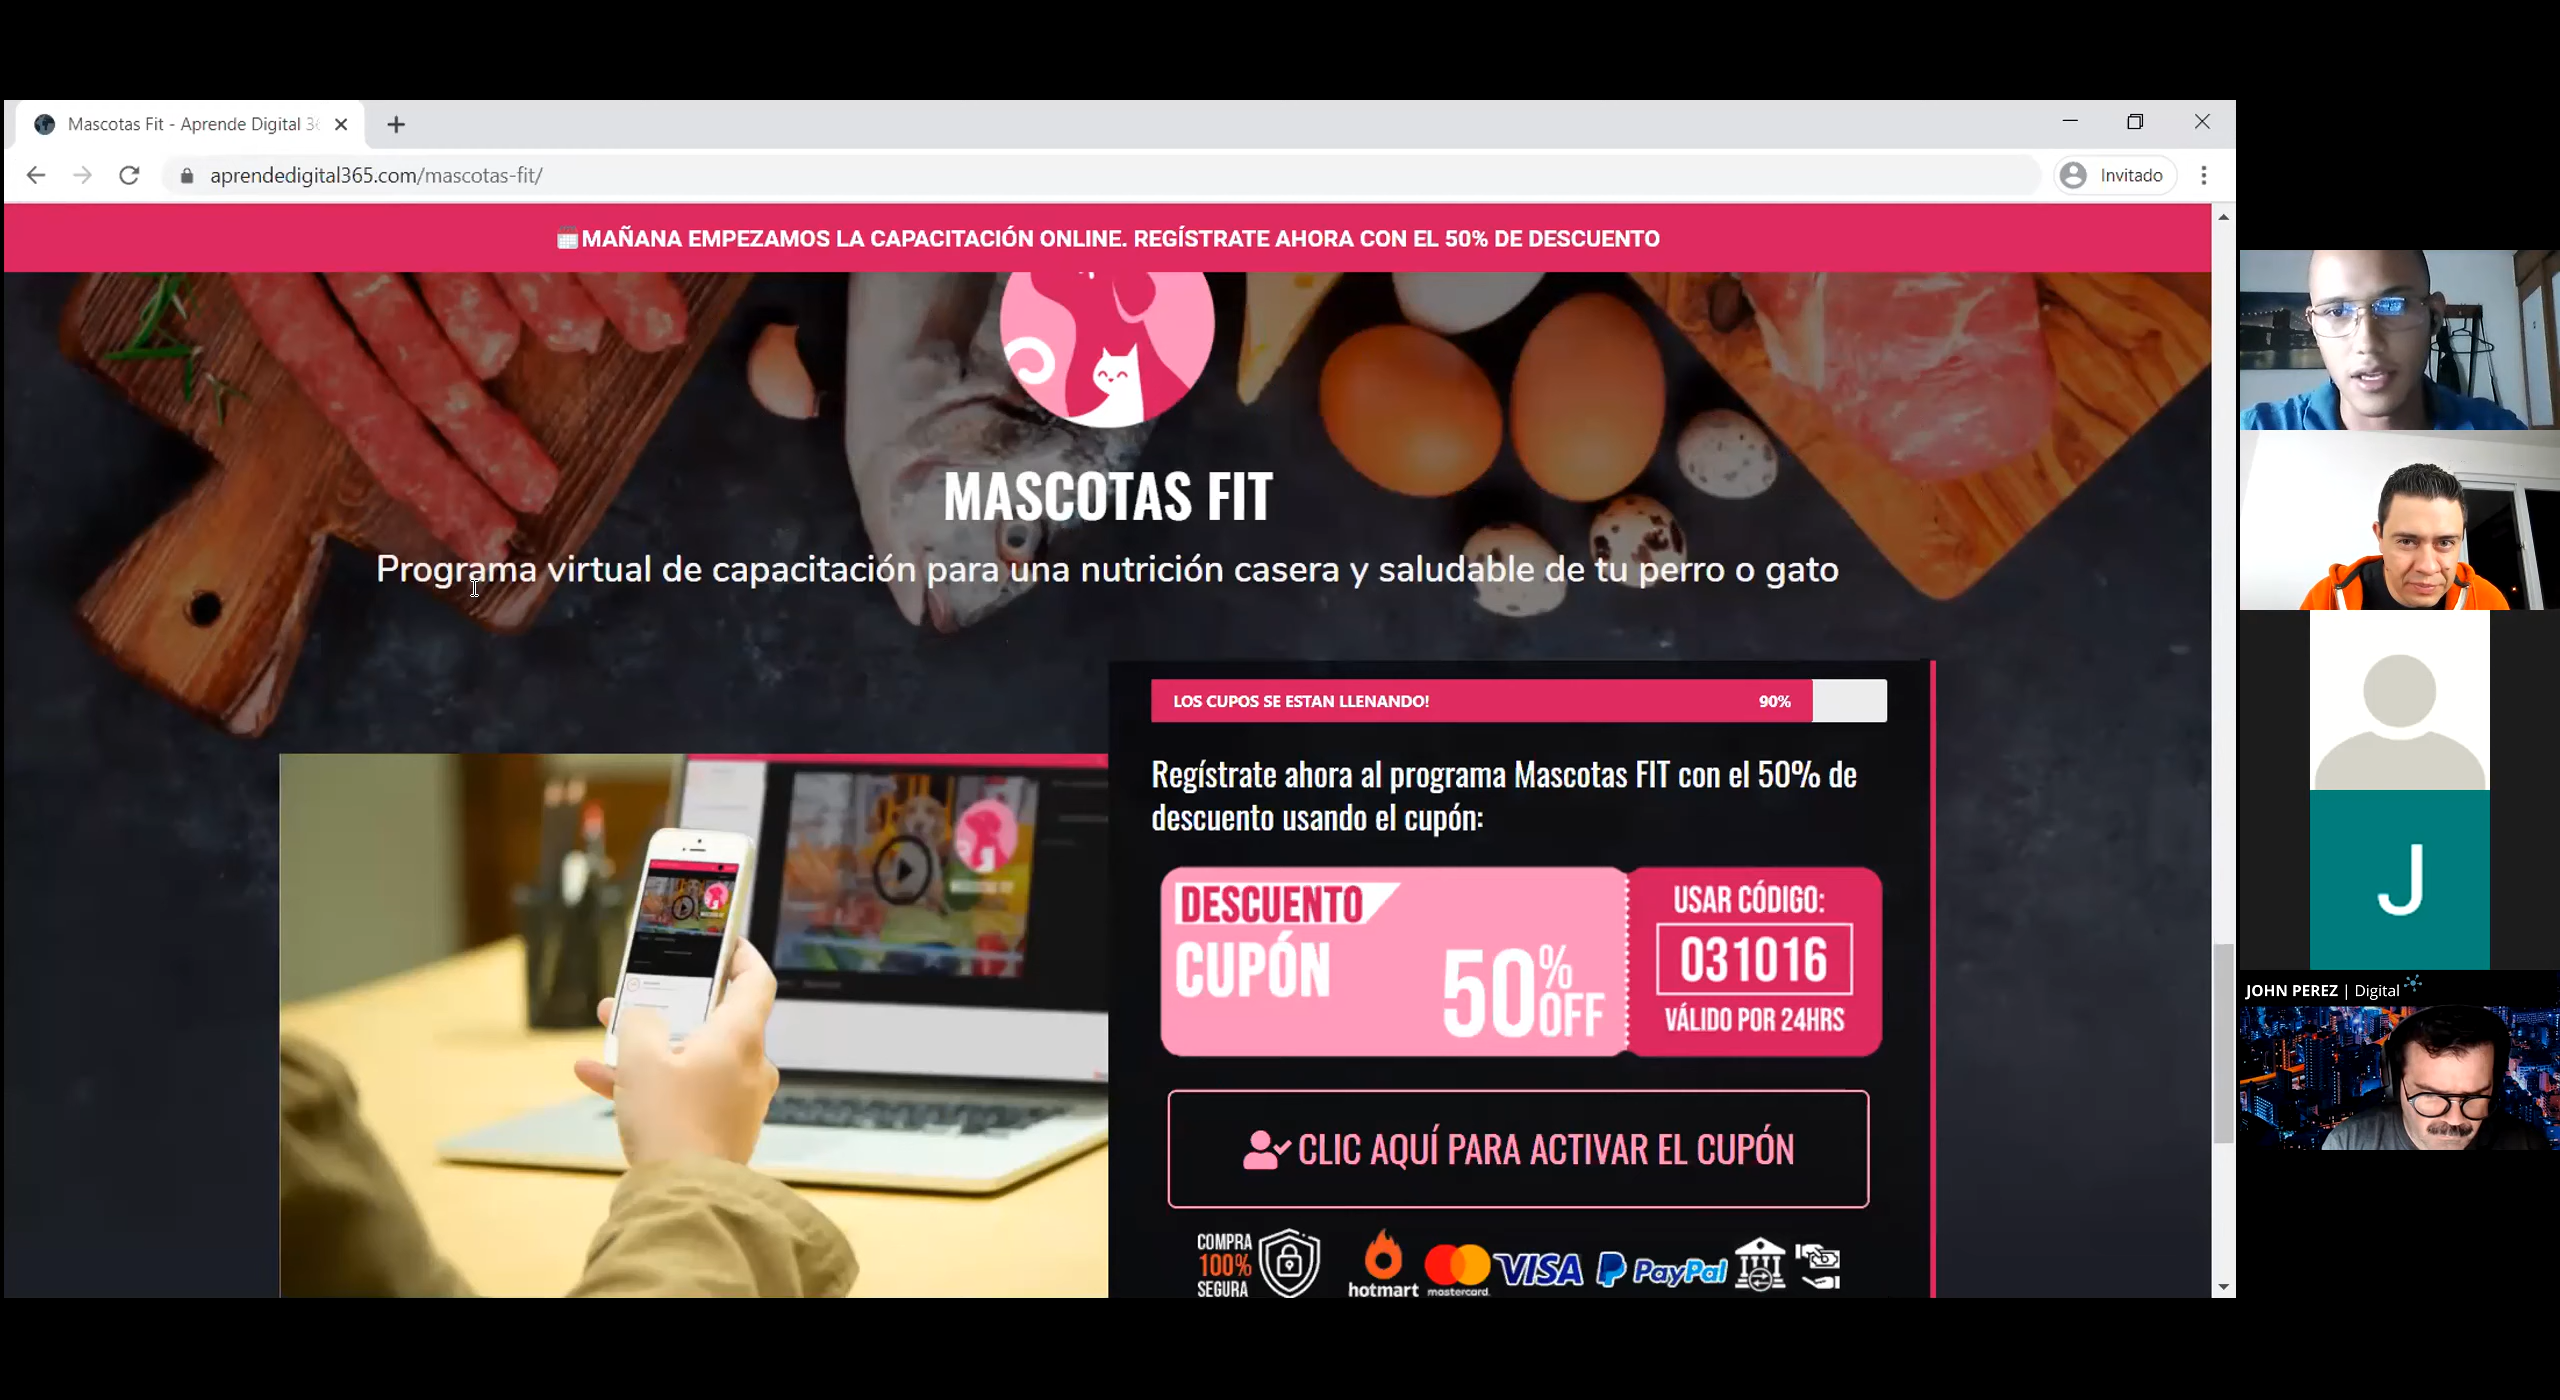 Mascotas Fit - Aprende Digital 36
aprendedigital365.com/mascotas-fit/
Invitado
MAÑANA EMPEZAMOS LA CAPACITACIÓN ONLINE. REGÍSTRATE AHORA CON EL 50% DE DESCUENTO
MASCOTAS FIT
Programa virtual de capacitación para una nutrición casera y saludable de tu perro o gato
LOS CUPOS SE ESTAN LLENANDO! 90%
Regístrate ahora al programa Mascotas FIT con el 50% de
descuento usando el cupón:
DESCUENTO
CUPÓN
50% OFF
USAR CÓDIGO:
031016
VÁLIDO POR 24HRS
CLIC AQUÍ PARA ACTIVAR EL CUPÓN
COMPRA
100%
SEGURA
hotmart
mastercard
VISA
PayPal
J
JOHN PEREZ | Digital